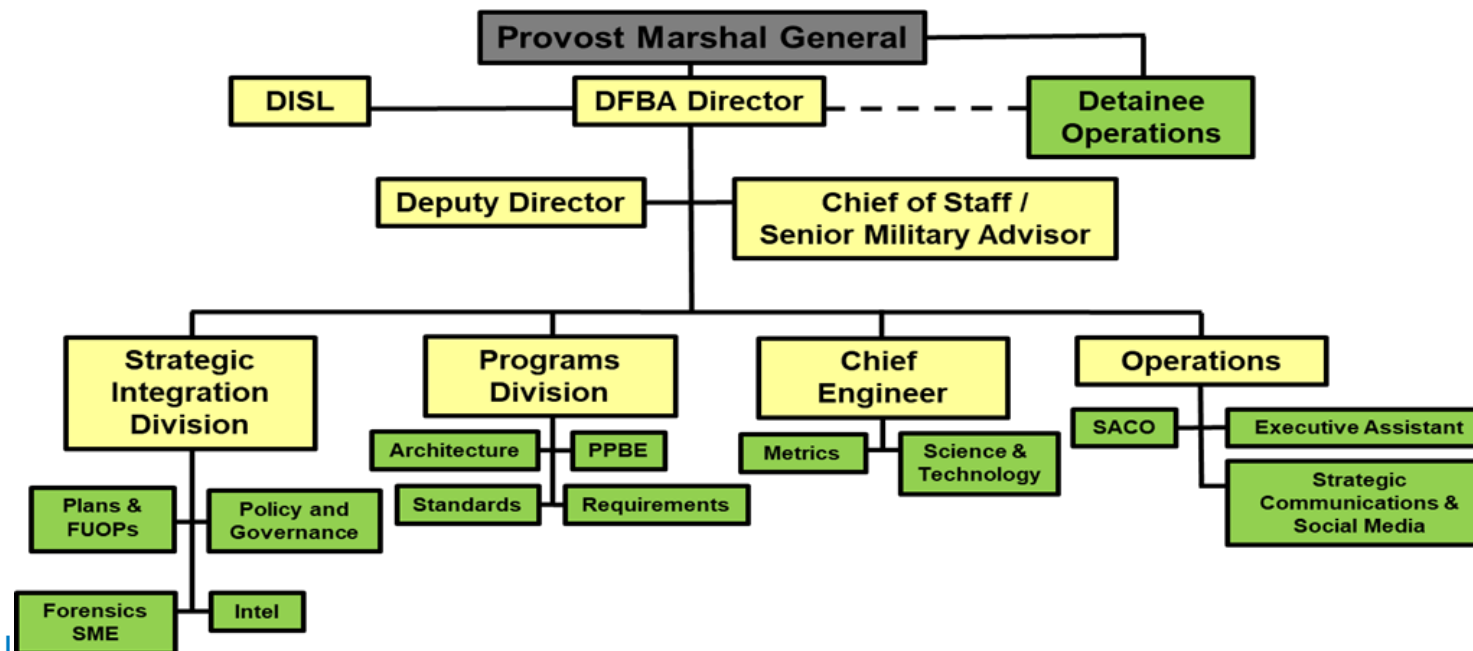 Provost Marshal General
DISL
DFBA Director
Detainee
Operations
Deputy Director
Chief of Staff /
Senior Military Advisor
Strategic
Integration
Division
Programs
Division
Chief
Engineer
Operations
Plans &
FUOPs
Policy and
Governance
Forensics
SME
Intel
Architecture
PPBE
Standards
Requirements
Metrics
Science &
Technology
SACO
Executive Assistant
Strategic
Communications &
Social Media